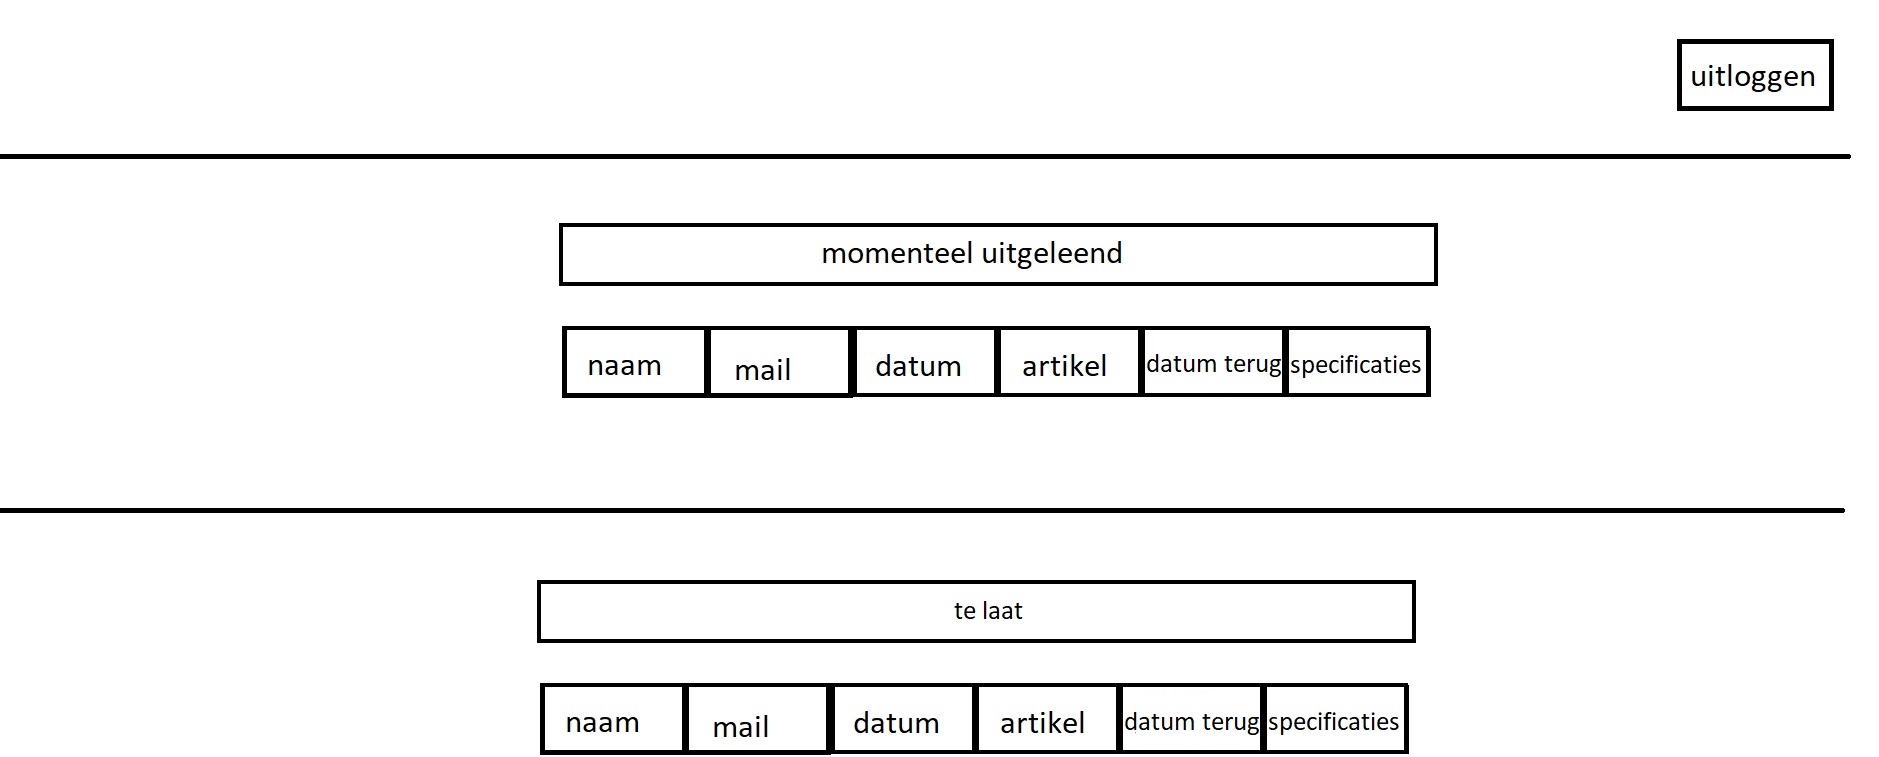 uitloggen
momenteel uitgeleend
naam mail datum artikel datum terug specificaties
te laat
naam mail datum artikel datum terug specificaties